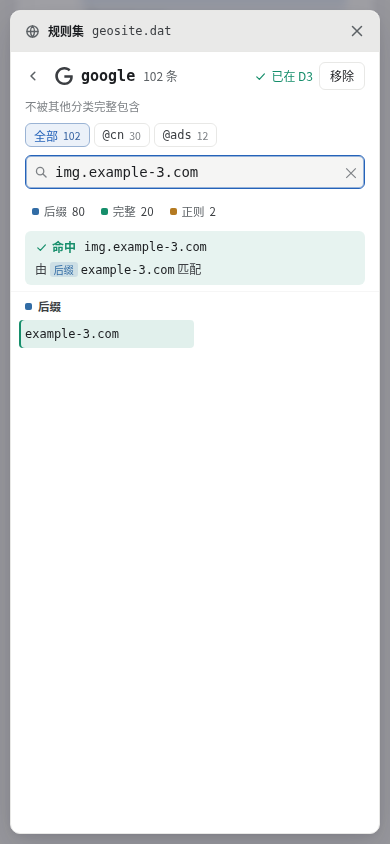 规则集 geosite.dat
google 102 条 已在 D3 移除
不被其他分类完整包含
全部 102 @cn 30 @ads 12
img.example-3.com
后缀 80 完整 20 正则 2
命中 img.example-3.com
由 后缀 example-3.com 匹配
后缀
example-3.com